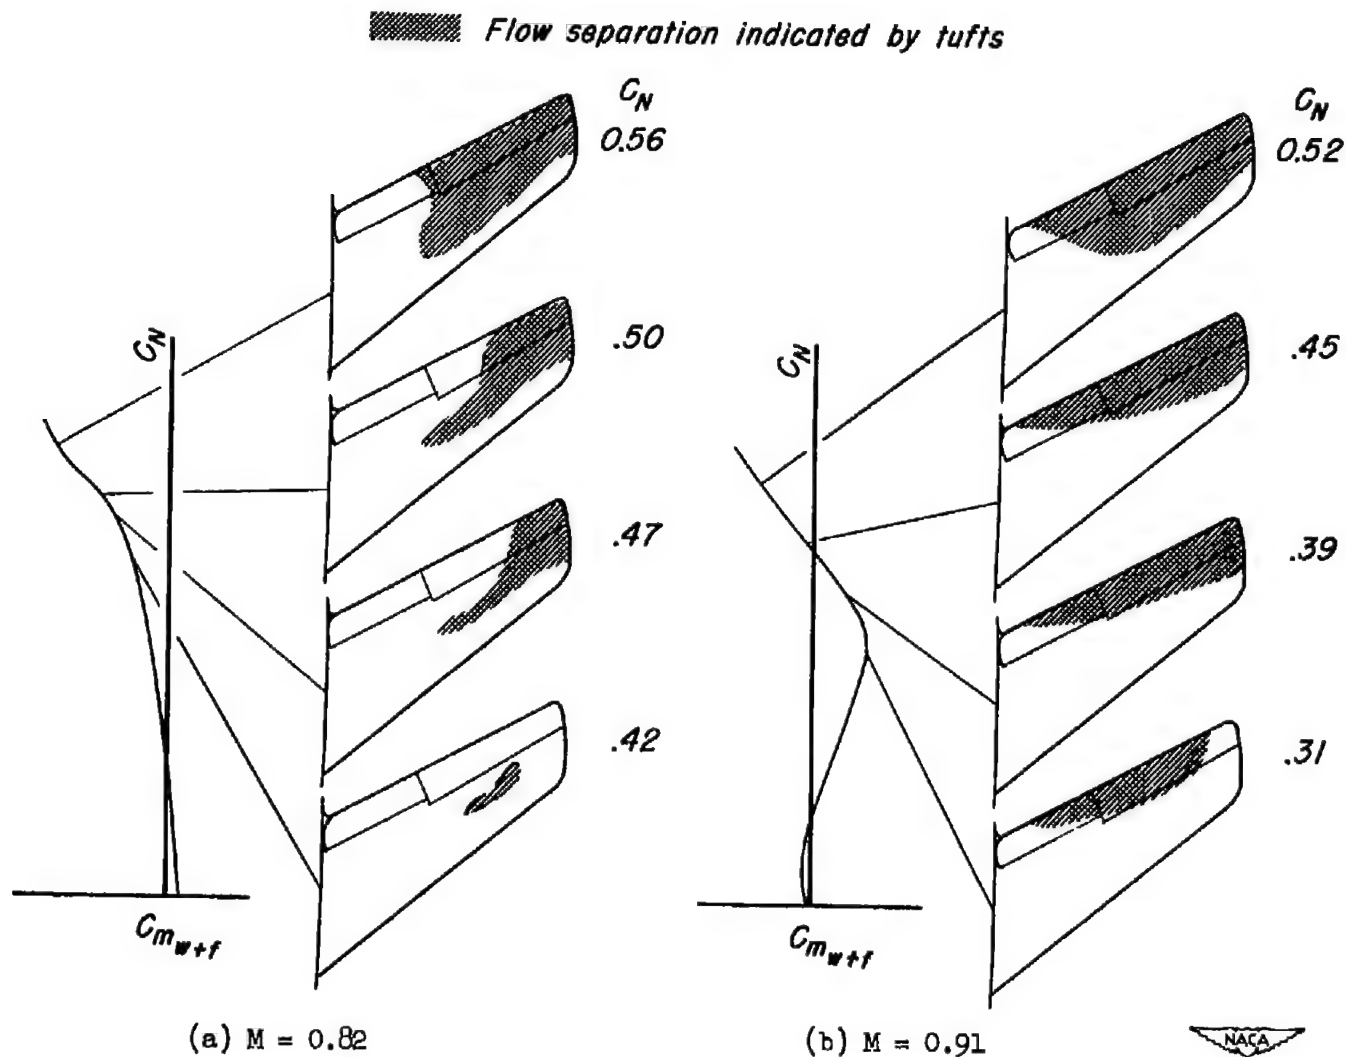 Flow separation indicated by tufts
C_N
0.56
.50
.47
.42
C_N
C_m_w+f
(a) M = 0.82
C_N
0.52
.45
.39
.31
C_N
C_m_w+f
(b) M = 0.91
NACA